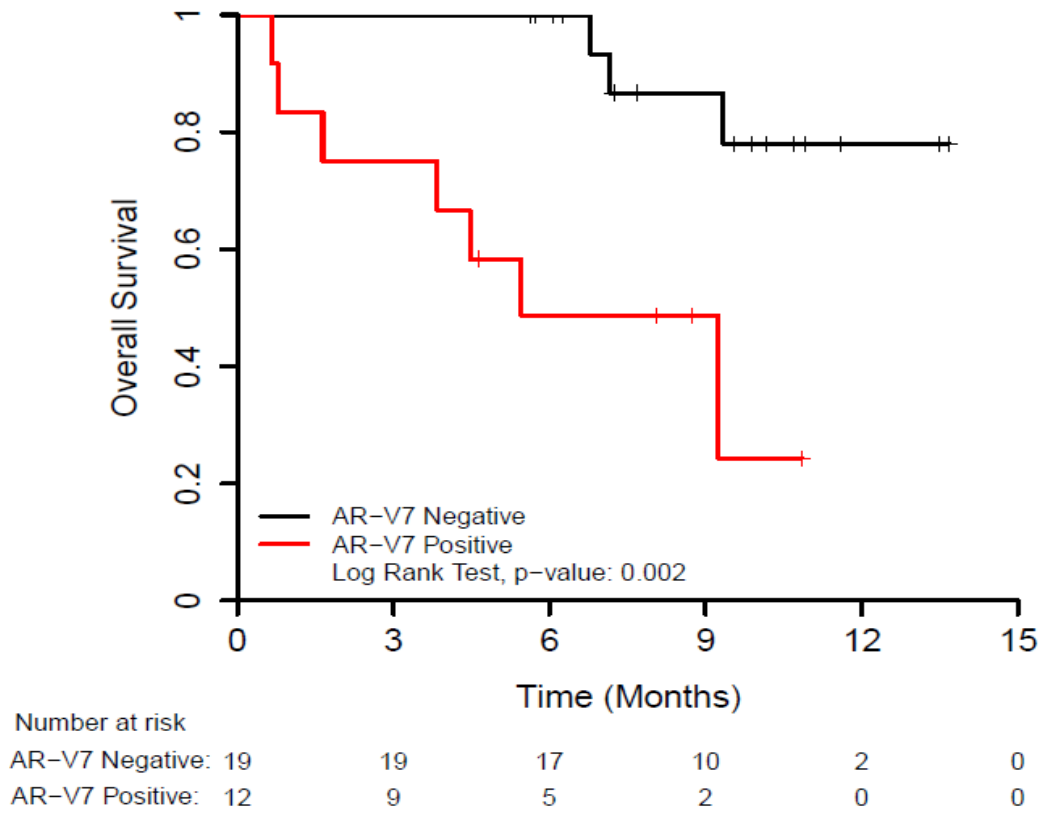 1
0.8
0.6
0.4
0.2
0
Overall Survival
AR−V7 Negative
AR−V7 Positive
Log Rank Test, p−value: 0.002
0 3 6 9 12 15
Time (Months)
Number at risk
AR−V7 Negative: 19 19 17 10 2 0
AR−V7 Positive: 12 9 5 2 0 0